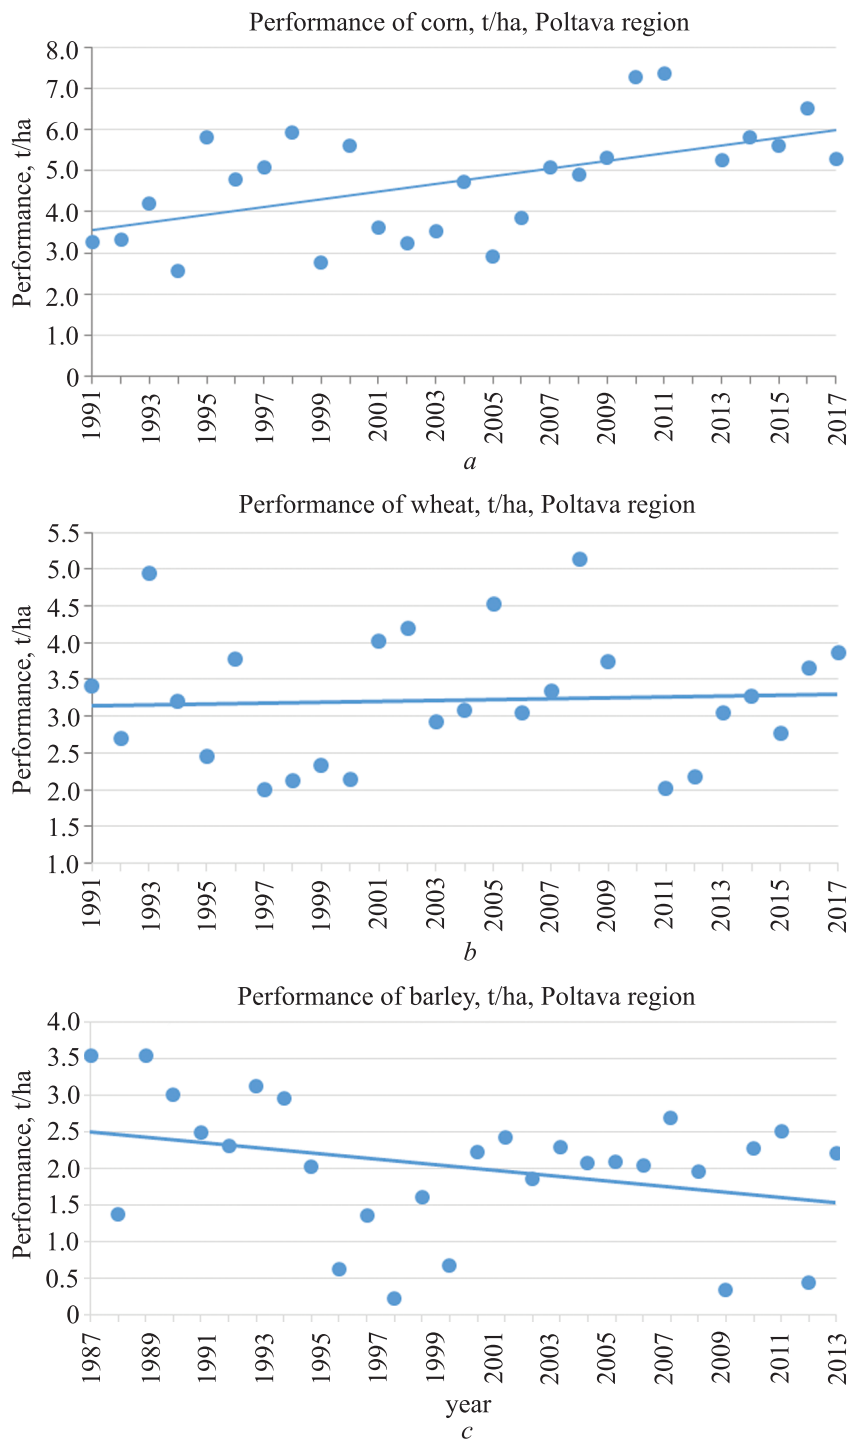 Performance of corn, t/ha, Poltava region
Performance, t/ha
8.0
7.0
6.0
5.0
4.0
3.0
2.0
1.0
0
1991 1993 1995 1997 1999 2001 2003 2005 2007 2009 2011 2013 2015 2017
a
Performance of wheat, t/ha, Poltava region
Performance, t/ha
5.5
5.0
4.5
4.0
3.5
3.0
2.5
2.0
1.5
1.0
1991 1993 1995 1997 1999 2001 2003 2005 2007 2009 2011 2013 2015 2017
b
Performance of barley, t/ha, Poltava region
Performance, t/ha
4.0
3.5
3.0
2.5
2.0
1.5
1.0
0.5
0
1987 1989 1991 1993 1995 1997 1999 2001 2003 2005 2007 2009 2011 2013
year
c